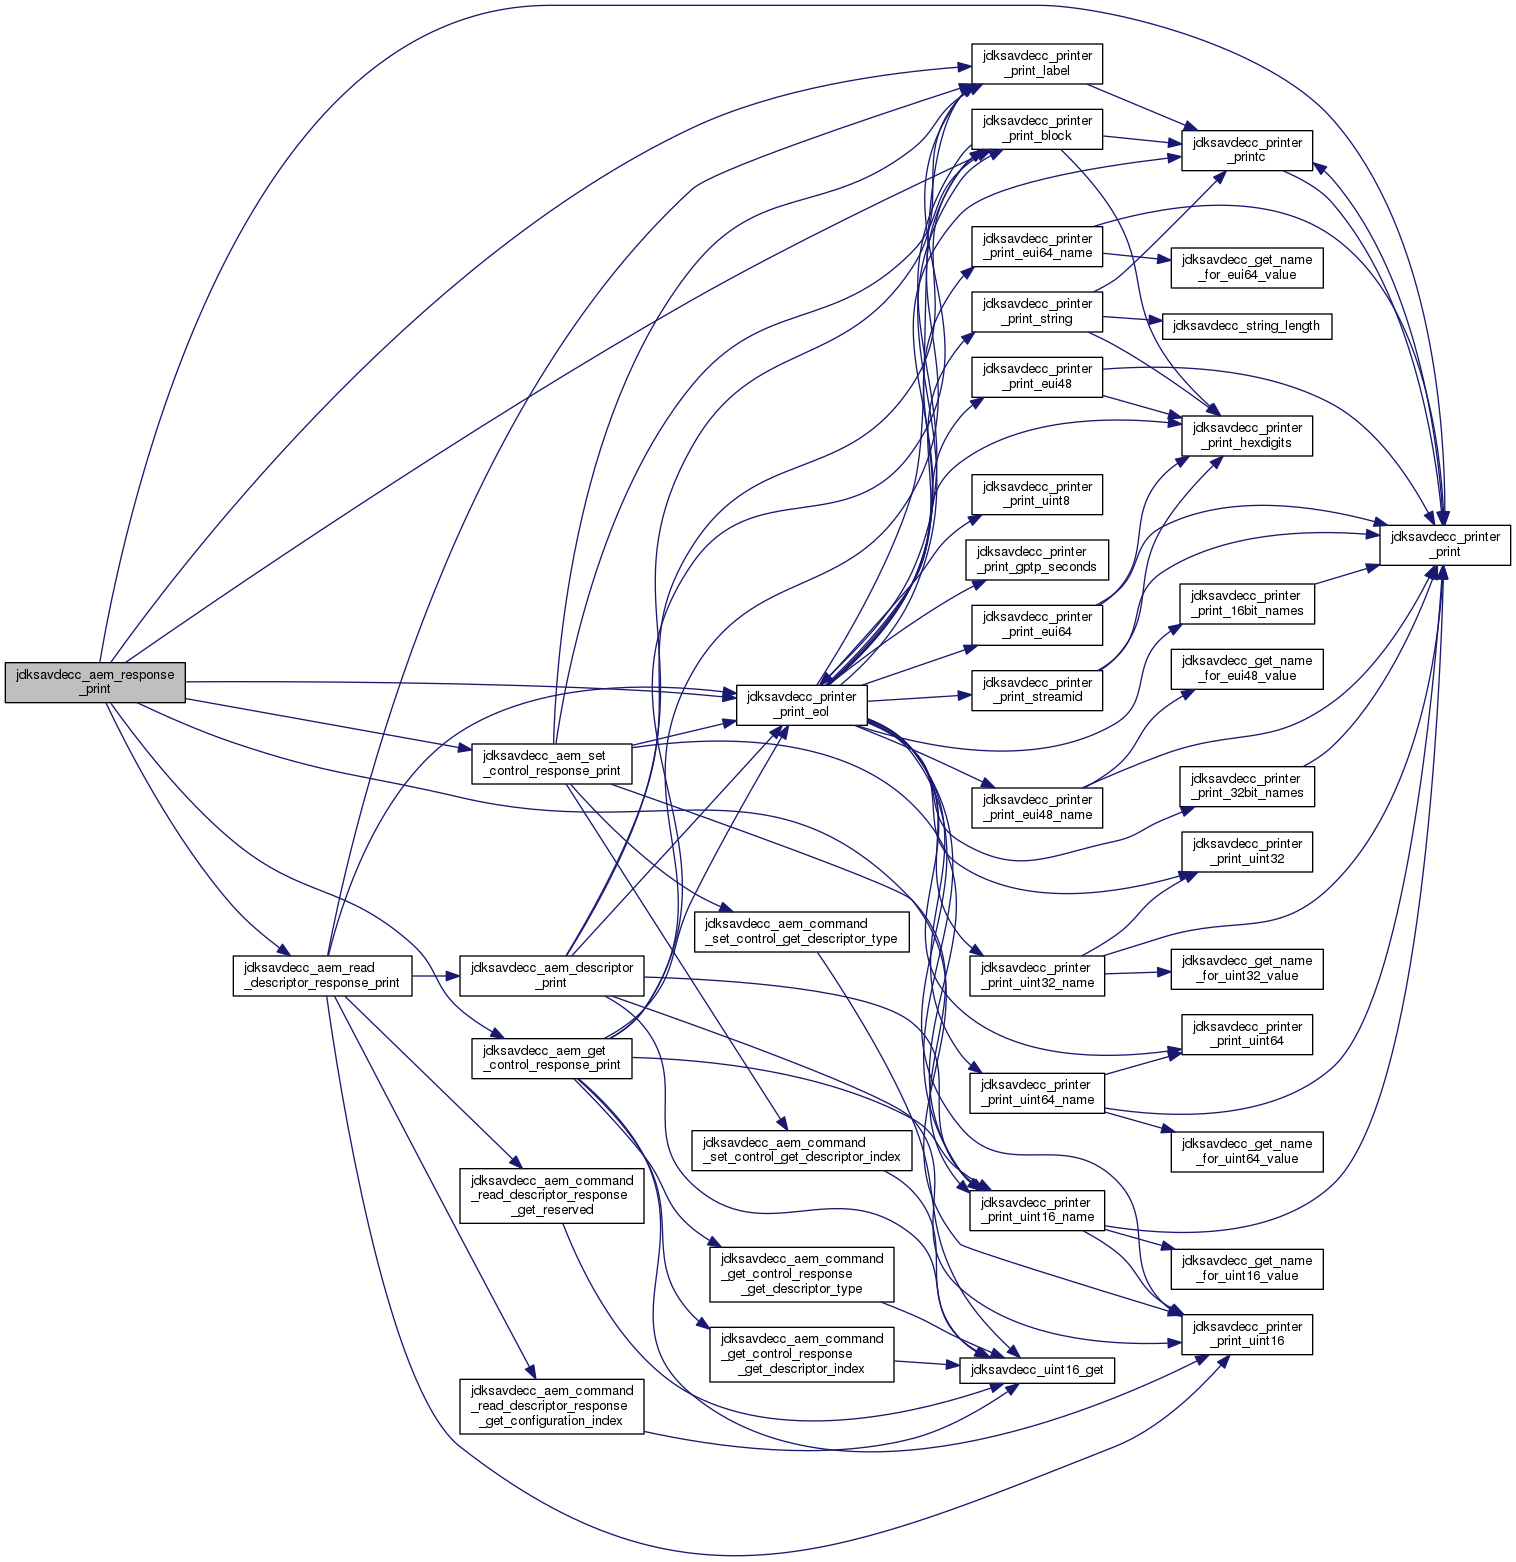 jdksavdecc_aem_response
_print
jdksavdecc_aem_read
_descriptor_response_print
jdksavdecc_aem_set
_control_response_print
jdksavdecc_aem_descriptor
_print
jdksavdecc_aem_get
_control_response_print
jdksavdecc_aem_command
_read_descriptor_response
_get_reserved
jdksavdecc_aem_command
_read_descriptor_response
_get_configuration_index
jdksavdecc_printer
_print_eol
jdksavdecc_aem_command
_set_control_get_descriptor_type
jdksavdecc_aem_command
_set_control_get_descriptor_index
jdksavdecc_aem_command
_get_control_response
_get_descriptor_type
jdksavdecc_aem_command
_get_control_response
_get_descriptor_index
jdksavdecc_printer
_print_label
jdksavdecc_printer
_print_block
jdksavdecc_printer
_print_eui64_name
jdksavdecc_printer
_print_string
jdksavdecc_printer
_print_eui48
jdksavdecc_printer
_print_uint8
jdksavdecc_printer
_print_gptp_seconds
jdksavdecc_printer
_print_eui64
jdksavdecc_printer
_print_streamid
jdksavdecc_printer
_print_eui48_name
jdksavdecc_printer
_print_uint32_name
jdksavdecc_printer
_print_uint64_name
jdksavdecc_printer
_print_uint16_name
jdksavdecc_uint16_get
jdksavdecc_printer
_printc
jdksavdecc_get_name
_for_eui64_value
jdksavdecc_string_length
jdksavdecc_printer
_print_hexdigits
jdksavdecc_printer
_print_16bit_names
jdksavdecc_get_name
_for_eui48_value
jdksavdecc_printer
_print_32bit_names
jdksavdecc_printer
_print_uint32
jdksavdecc_get_name
_for_uint32_value
jdksavdecc_printer
_print_uint64
jdksavdecc_get_name
_for_uint64_value
jdksavdecc_get_name
_for_uint16_value
jdksavdecc_printer
_print_uint16
jdksavdecc_printer
_print